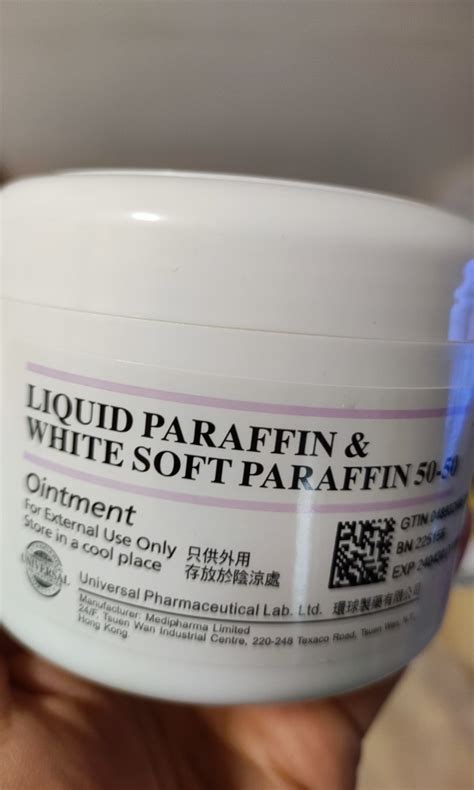 LIQUID PARAFFIN &
WHITE SOFT PARAFFIN 50-50
Ointment
For External Use Only 只供外用
Store in a cool place 存放於陰涼處
GTIN
BN
EXP
UNIVERSAL
Universal Pharmaceutical Lab. Ltd. 環球製藥有限公司
Manufacturer: Medipharma Limited
24/F, Tsuen Wan Industrial Centre, 220-248 Texaco Road, Tsuen Wan, N.T.
Hong Kong.